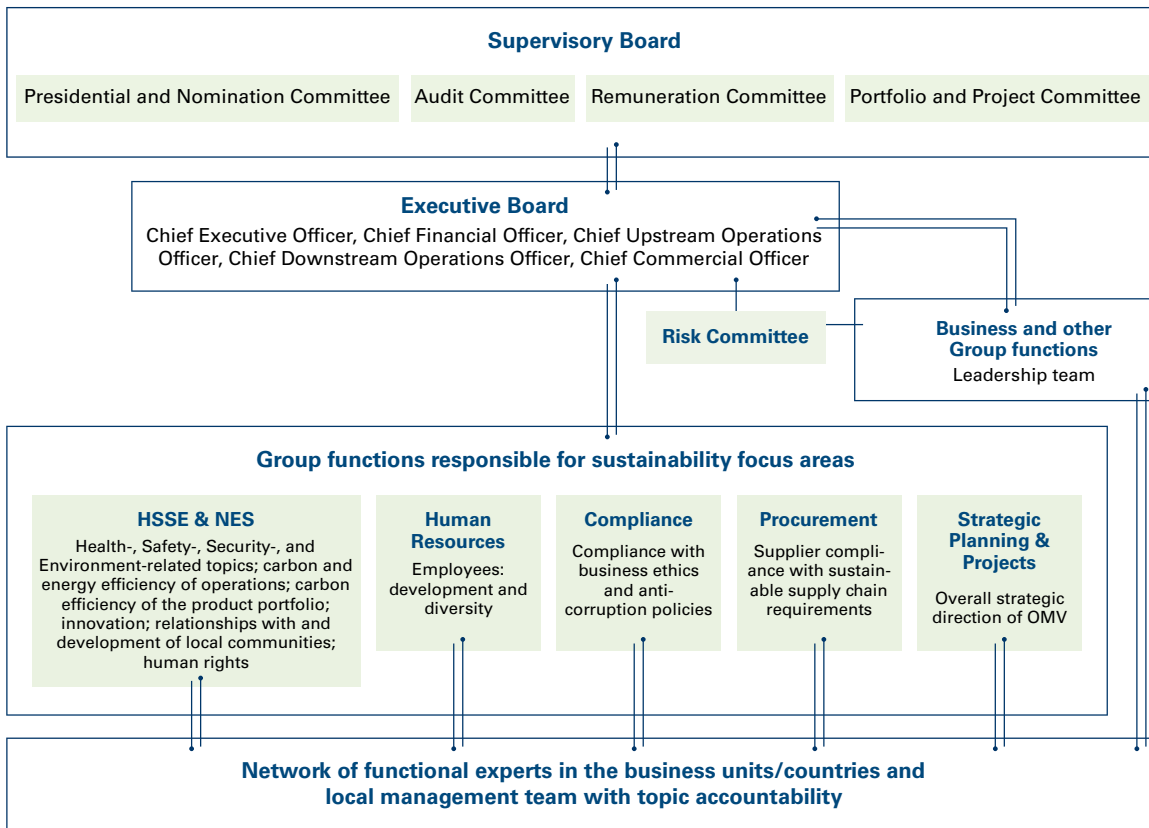 Supervisory Board
Presidential and Nomination Committee
Audit Committee
Remuneration Committee
Portfolio and Project Committee
Executive Board
Chief Executive Officer, Chief Financial Officer, Chief Upstream Operations
Officer, Chief Downstream Operations Officer, Chief Commercial Officer
Risk Committee
Business and other
Group functions
Leadership team
Group functions responsible for sustainability focus areas
HSSE & NES
Health-, Safety-, Security-, and
Environment-related topics; carbon and
energy efficiency of operations; carbon
efficiency of the product portfolio;
innovation; relationships with and
development of local communities;
human rights
Human
Resources
Employees:
development and
diversity
Compliance
Compliance with
business ethics
and anti-
corruption policies
Procurement
Supplier compli-
ance with sustain-
able supply chain
requirements
Strategic
Planning &
Projects
Overall strategic
direction of OMV
Network of functional experts in the business units/countries and
local management team with topic accountability